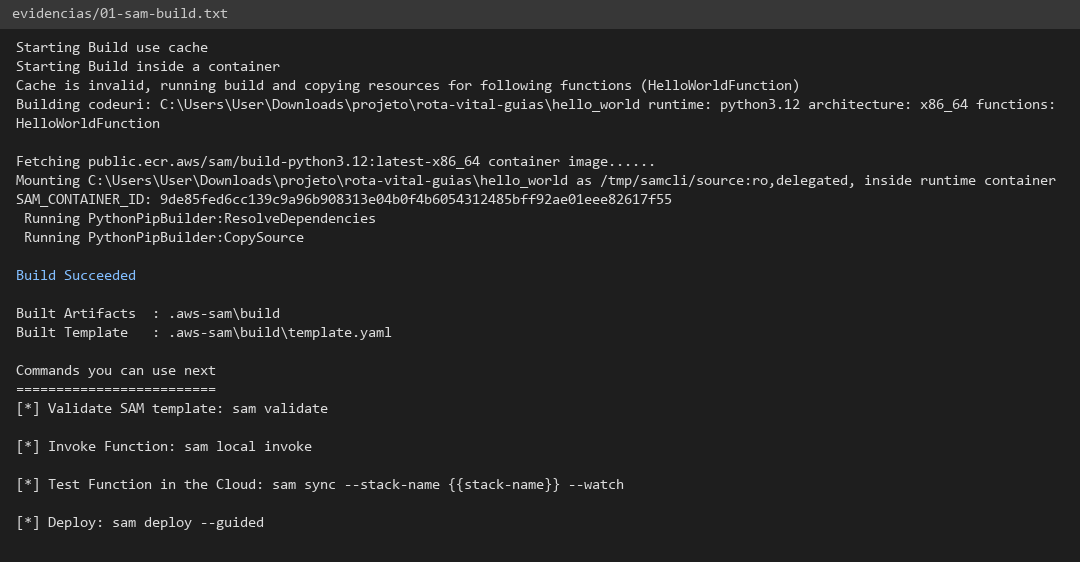 evidencias/01-sam-build.txt
Starting Build use cache
Starting Build inside a container
Cache is invalid, running build and copying resources for following functions (HelloWorldFunction)
Building codeuri: C:\Users\User\Downloads\projeto\rota-vital-guias\hello_world runtime: python3.12 architecture: x86_64 functions:
HelloWorldFunction
Fetching public.ecr.aws/sam/build-python3.12:latest-x86_64 container image......
Mounting C:\Users\User\Downloads\projeto\rota-vital-guias\hello_world as /tmp/samcli/source:ro,delegated, inside runtime container
SAM_CONTAINER_ID: 9de85fed6cc139c9a96b908313e04b0f4b6054312485bff92ae01eee82617f55
Running PythonPipBuilder:ResolveDependencies
Running PythonPipBuilder:CopySource
Build Succeeded
Built Artifacts  : .aws-sam\build
Built Template   : .aws-sam\build\template.yaml
Commands you can use next
=========================
[*] Validate SAM template: sam validate
[*] Invoke Function: sam local invoke
[*] Test Function in the Cloud: sam sync --stack-name {{stack-name}} --watch
[*] Deploy: sam deploy --guided